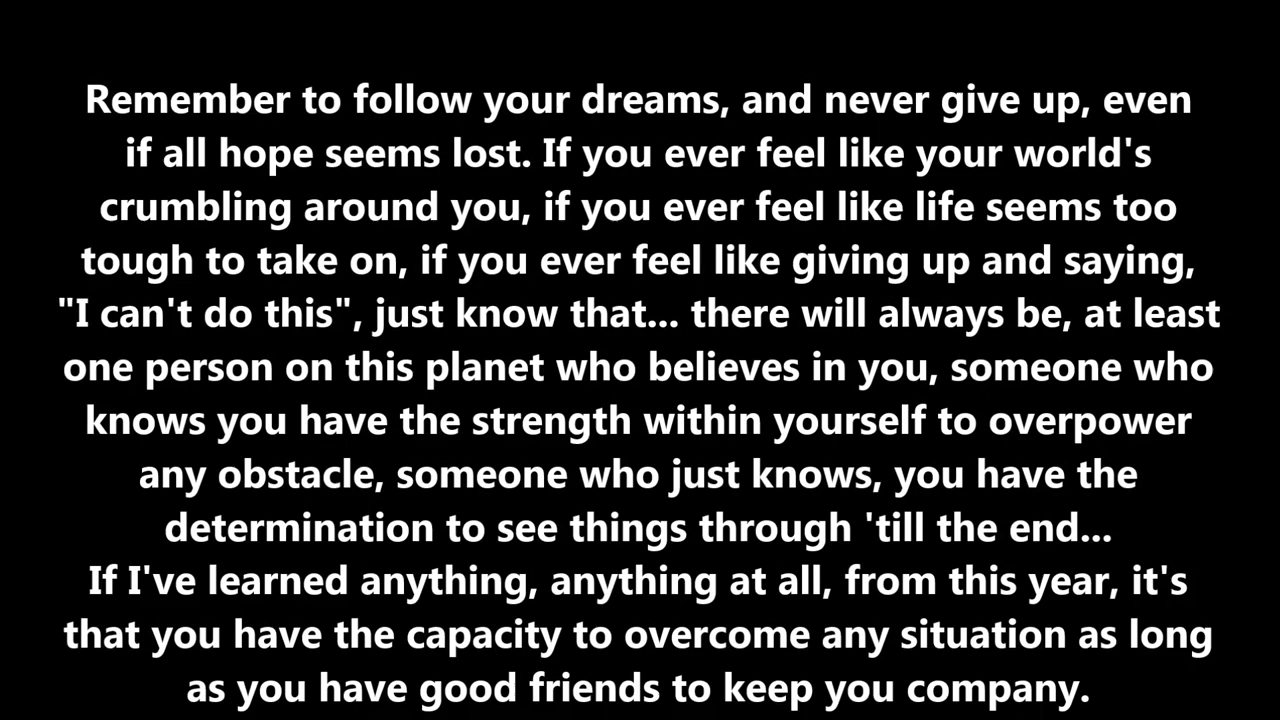 Remember to follow your dreams, and never give up, even
if all hope seems lost. If you ever feel like your world's
crumbling around you, if you ever feel like life seems too
tough to take on, if you ever feel like giving up and saying,
"I can't do this", just know that... there will always be, at least
one person on this planet who believes in you, someone who
knows you have the strength within yourself to overpower
any obstacle, someone who just knows, you have the
determination to see things through 'till the end...
If I've learned anything, anything at all, from this year, it's
that you have the capacity to overcome any situation as long
as you have good friends to keep you company.